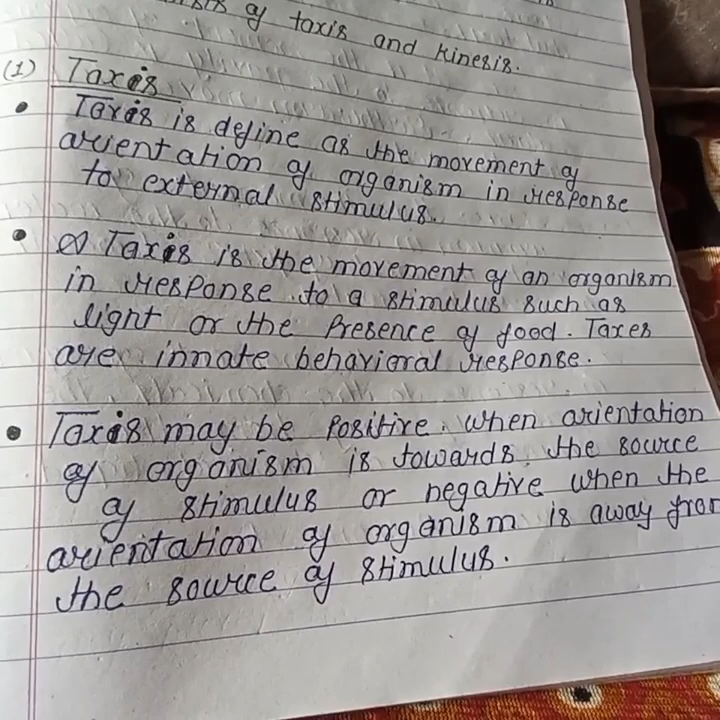 of taxis and kinesis.
(1) Taxis
• Taxis is define as the movement of
arientation of organism in response
to external stimulus.
• Taxis is the movement of an organism
in response to a stimulus such as
light or the Presence of food. Taxes
are innate behavioral response.
• Taxis may be Positive when arientation
of organism is towards the source
of stimulus or negative when the
arientation of organism is away from
the source of stimulus.